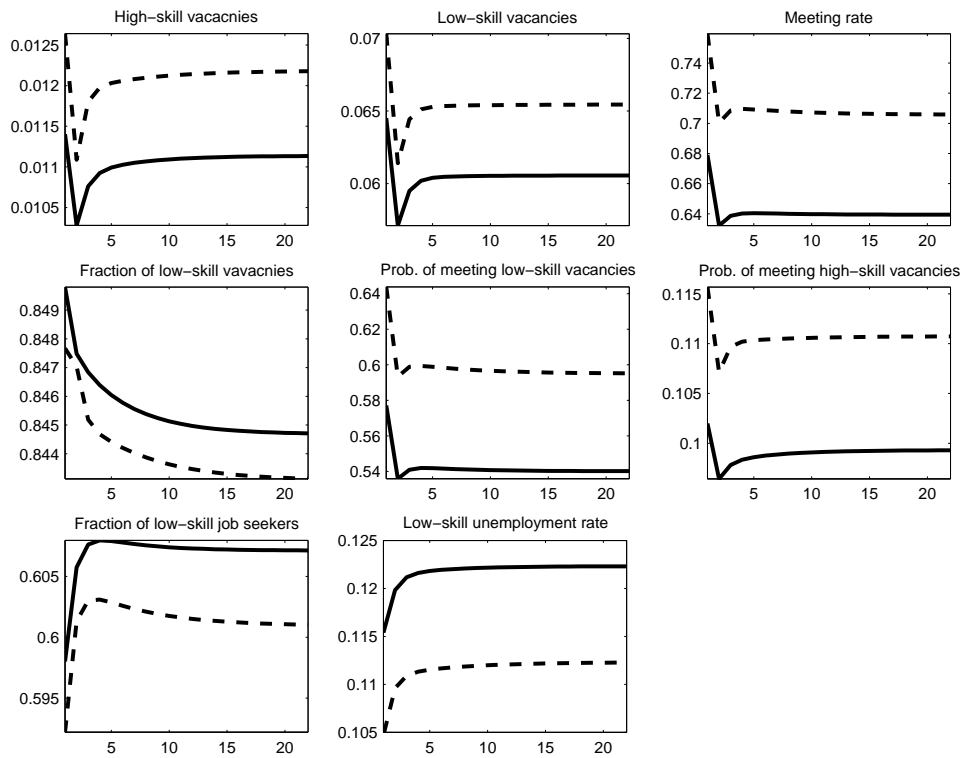 High−skill vacacnies
0.0125
0.012
0.0115
0.011
0.0105
5 10 15 20
Low−skill vacancies
0.07
0.065
0.06
5 10 15 20
Meeting rate
0.74
0.72
0.7
0.68
0.66
0.64
5 10 15 20
Fraction of low−skill vavacnies
0.849
0.848
0.847
0.846
0.845
0.844
5 10 15 20
Prob. of meeting low−skill vacancies
0.64
0.62
0.6
0.58
0.56
0.54
5 10 15 20
Prob. of meeting high−skill vacancies
0.115
0.11
0.105
0.1
5 10 15 20
Fraction of low−skill job seekers
0.605
0.6
0.595
5 10 15 20
Low−skill unemployment rate
0.125
0.12
0.115
0.11
0.105
5 10 15 20